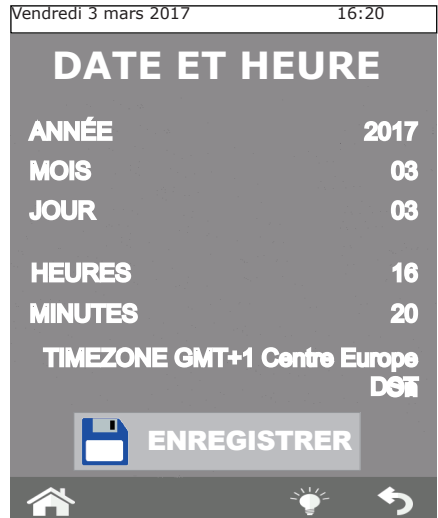 Vendredi 3 mars 2017 16:20
DATE ET HEURE
ANNÉE 2017
MOIS 03
JOUR 03
HEURES 16
MINUTES 20
TIMEZONE GMT+1 Centre Europe
DST
ENREGISTRER